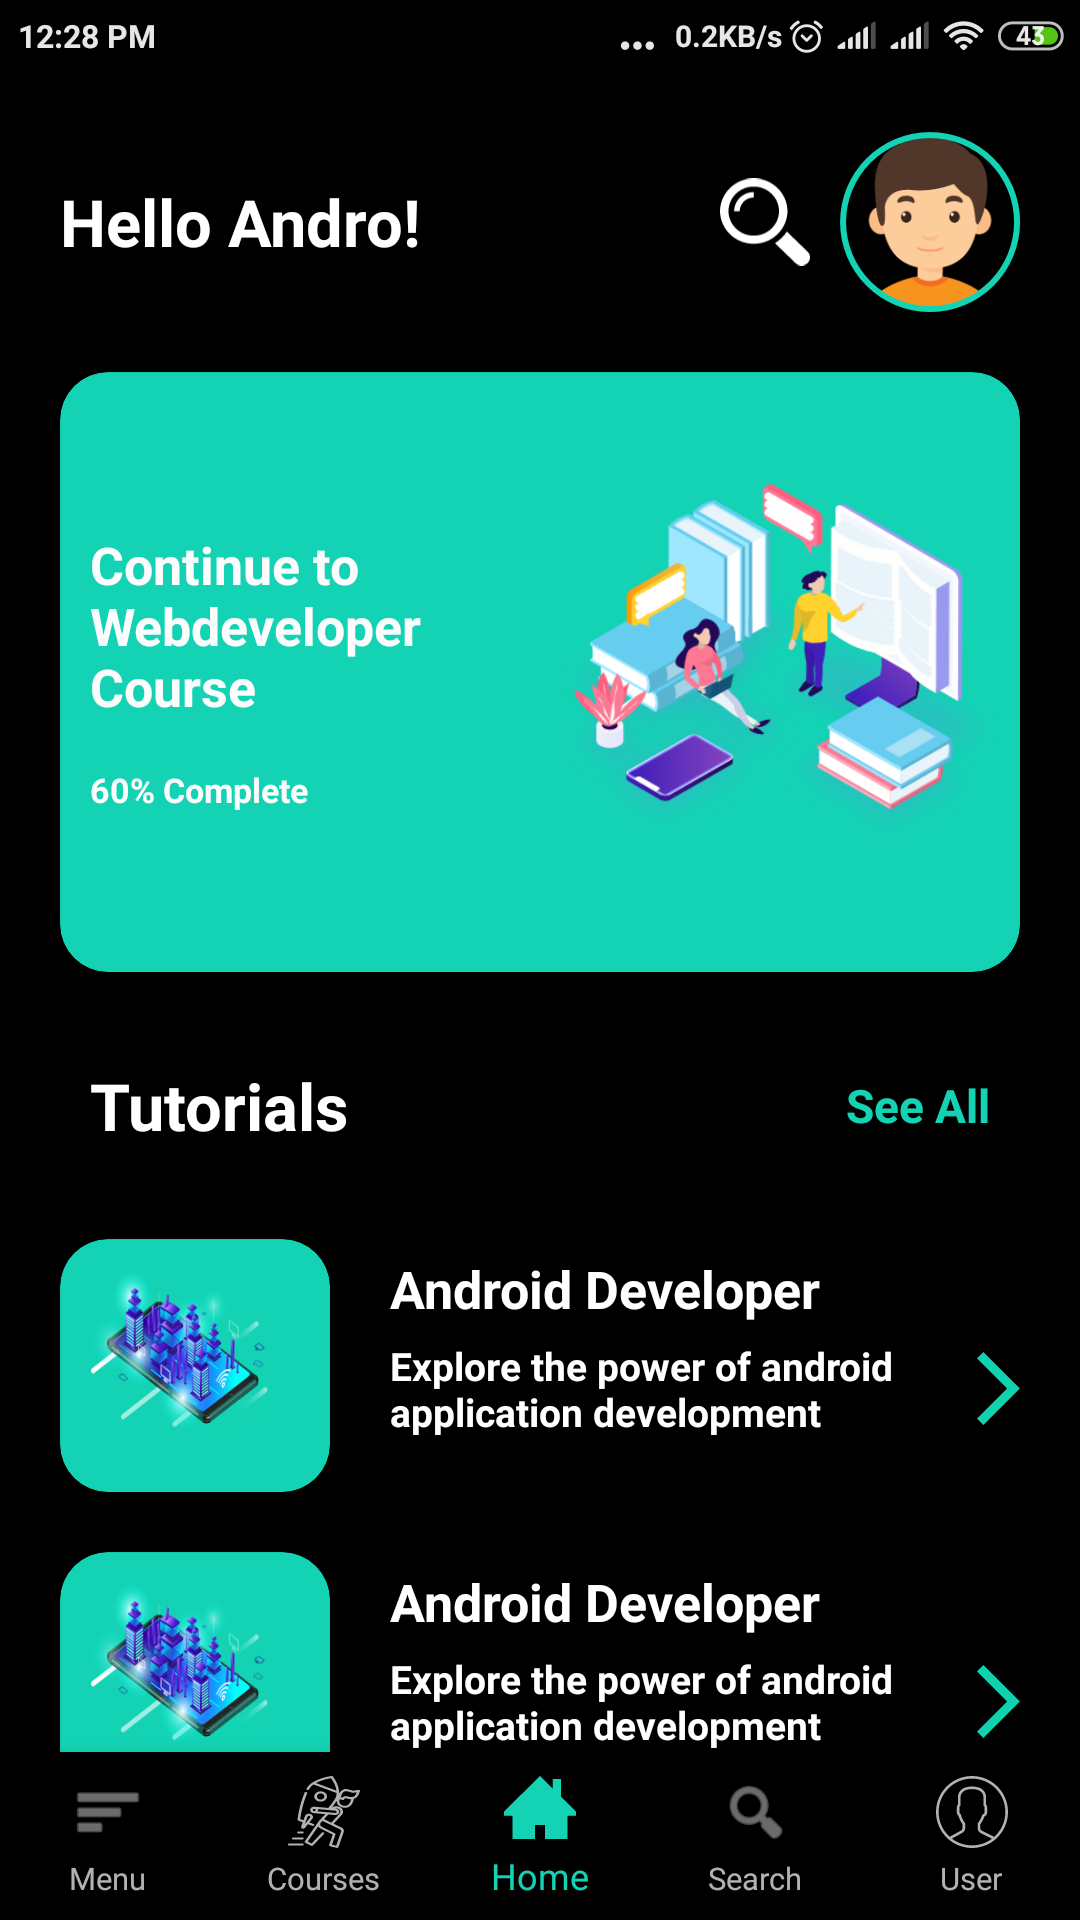 12:28 PM ... 0.2KB/s 43
Hello Andro!
Continue to
Webdeveloper
Course
60% Complete
Tutorials See All
Android Developer
Explore the power of android
application development
Android Developer
Explore the power of android
application development
Menu Courses Home Search User